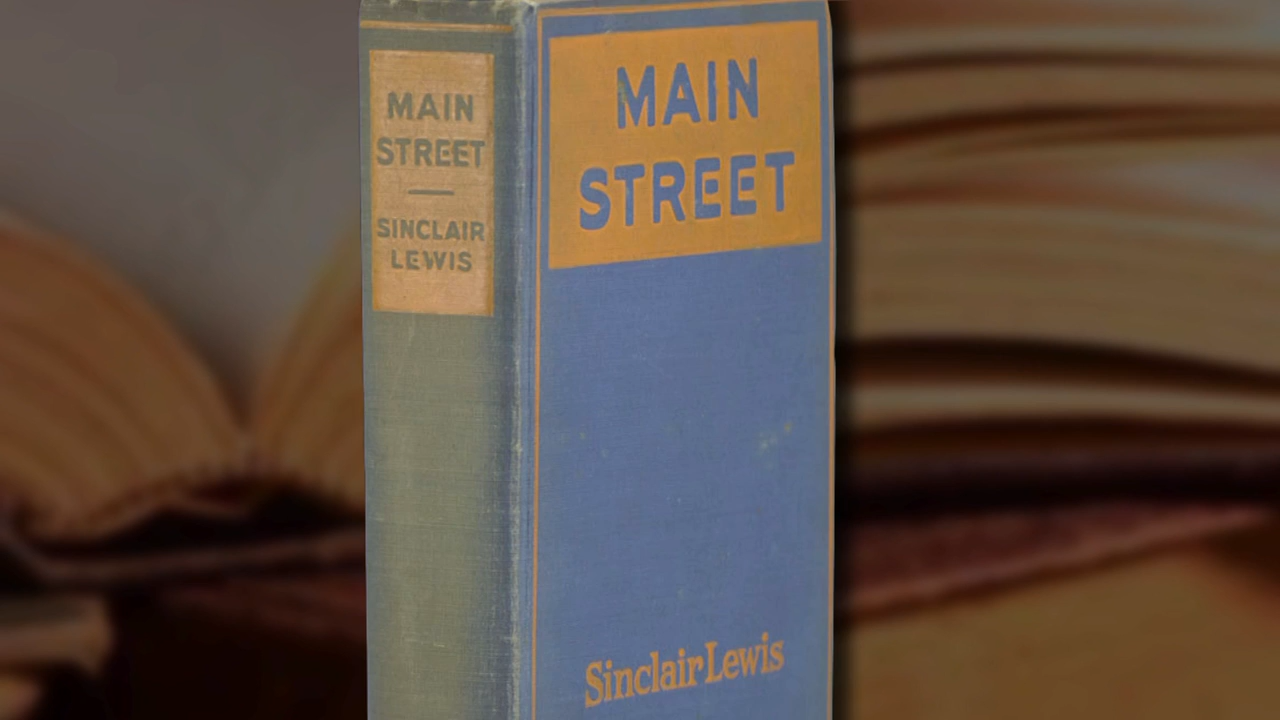 MAIN
STREET
SINCLAIR
LEWIS
MAIN
STREET
Sinclair Lewis